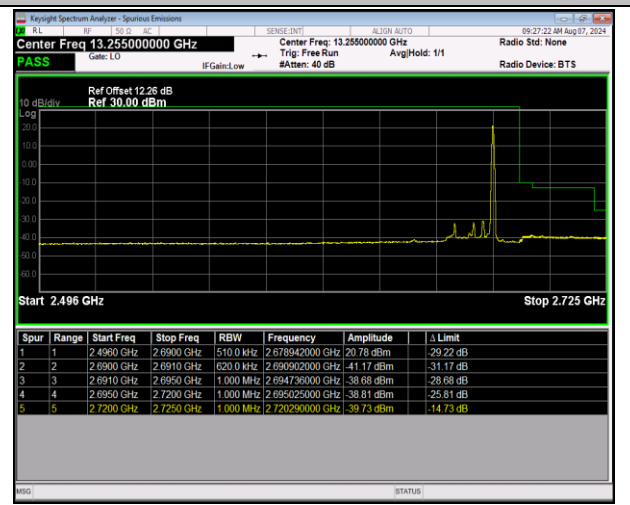 Keysight Spectrum Analyzer - Spurious Emissions
RL RF 50 Ω AC SENSE:INT ALIGN AUTO 09:27:22 AM Aug 07, 2024
Center Freq 13.255000000 GHz Center Freq: 13.255000000 GHz Radio Std: None
PASS Gate: LO IFGain:Low Trig: Free Run Avg|Hold: 1/1
#Atten: 40 dB Radio Device: BTS
Ref Offset 12.26 dB
10 dB/div Ref 30.00 dBm
Log
20.0
10.0
0.00
-10.0
-20.0
-30.0
-40.0
-50.0
-60.0
Start 2.496 GHz Stop 2.725 GHz
Spur Range Start Freq Stop Freq RBW Frequency Amplitude Δ Limit
1 1 2.4960 GHz 2.6900 GHz 510.0 kHz 2.678942000 GHz 20.78 dBm -29.22 dB
2 2 2.6900 GHz 2.6910 GHz 620.0 kHz 2.690902000 GHz -41.17 dBm -31.17 dB
3 3 2.6910 GHz 2.6950 GHz 1.000 MHz 2.694736000 GHz -38.68 dBm -28.68 dB
4 4 2.6950 GHz 2.7200 GHz 1.000 MHz 2.695025000 GHz -38.81 dBm -25.81 dB
5 5 2.7200 GHz 2.7250 GHz 1.000 MHz 2.720290000 GHz -39.73 dBm -14.73 dB
MSG STATUS